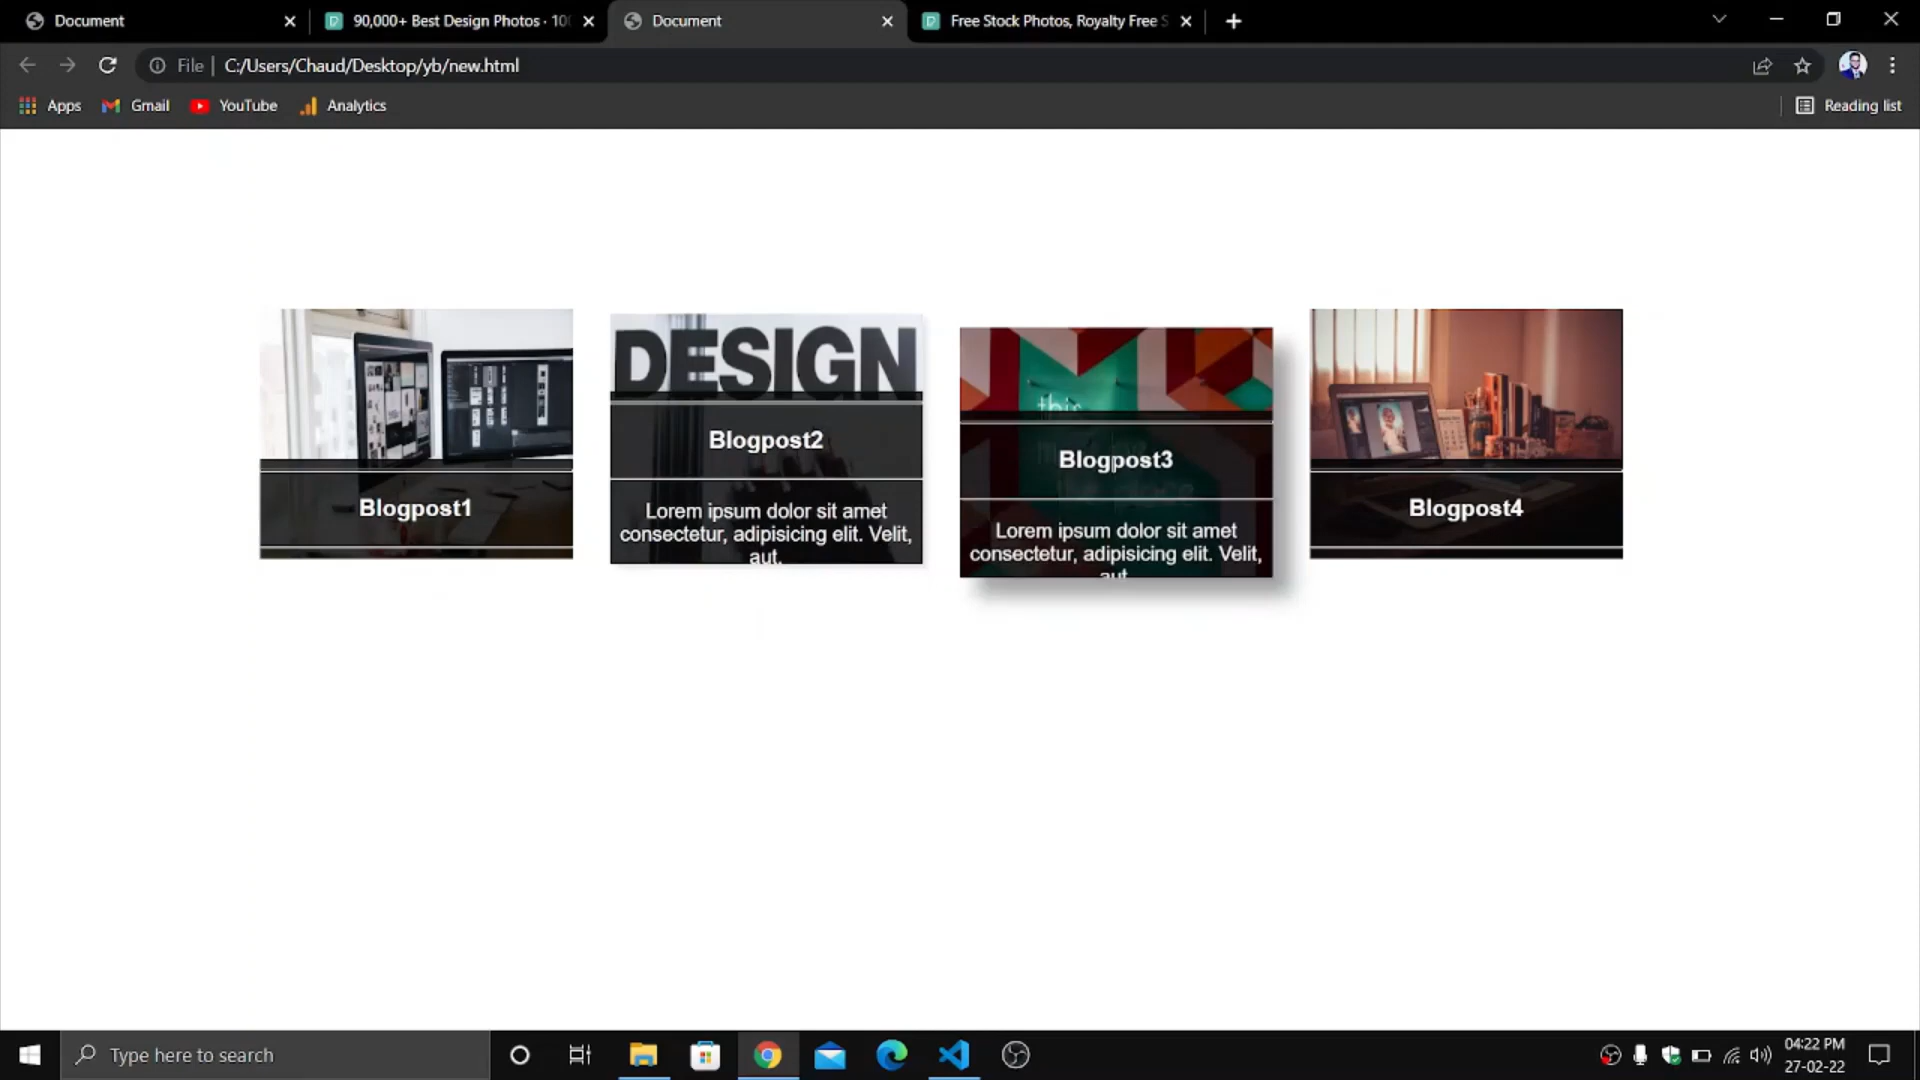 Document
90,000+ Best Design Photos · 10
Document
Free Stock Photos, Royalty Free S
File
C:/Users/Chaud/Desktop/yb/new.html
Apps
Gmail
YouTube
Analytics
Reading list
Blogpost1
DESIGN
Blogpost2
Lorem ipsum dolor sit amet
consectetur, adipisicing elit. Velit,
aut.
this
Blogpost3
Lorem ipsum dolor sit amet
consectetur, adipisicing elit. Velit,
aut.
Blogpost4
Type here to search
04:22 PM
27-02-22